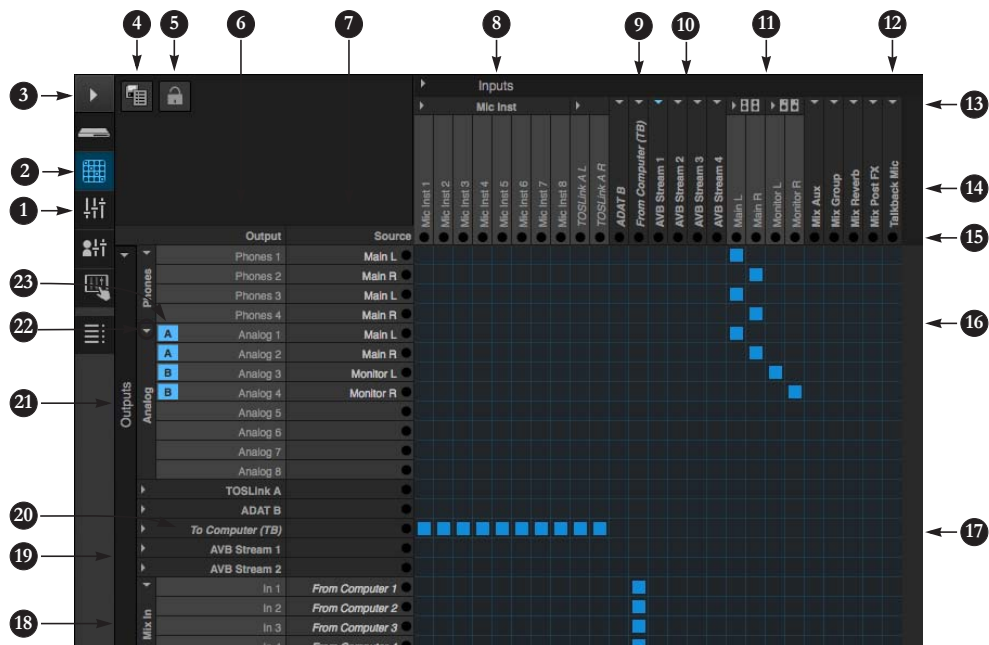 4 5 6 7 8 9 10 11 12
3
Inputs
Mic Inst
13
2
Mic Inst 1
Mic Inst 2
Mic Inst 3
Mic Inst 4
Mic Inst 5
Mic Inst 6
Mic Inst 7
Mic Inst 8
TOSLink A L
TOSLink A R
ADAT B
From Computer (TB)
AVB Stream 1
AVB Stream 2
AVB Stream 3
AVB Stream 4
Main L
Main R
Monitor L
Monitor R
Mix Aux
Mix Group
Mix Reverb
Mix Post FX
Talkback Mic
14
1
Output Source
15
Outputs
Phones
Phones 1 Main L
Phones 2 Main R
23
Phones 3 Main L
Phones 4 Main R
16
22
Analog
A Analog 1 Main L
A Analog 2 Main R
B Analog 3 Monitor L
B Analog 4 Monitor R
21
Analog 5
Analog 6
Analog 7
Analog 8
TOSLink A
ADAT B
20
To Computer (TB)
17
AVB Stream 1
19
AVB Stream 2
Mix In
In 1 From Computer 1
In 2 From Computer 2
18
In 3 From Computer 3
16